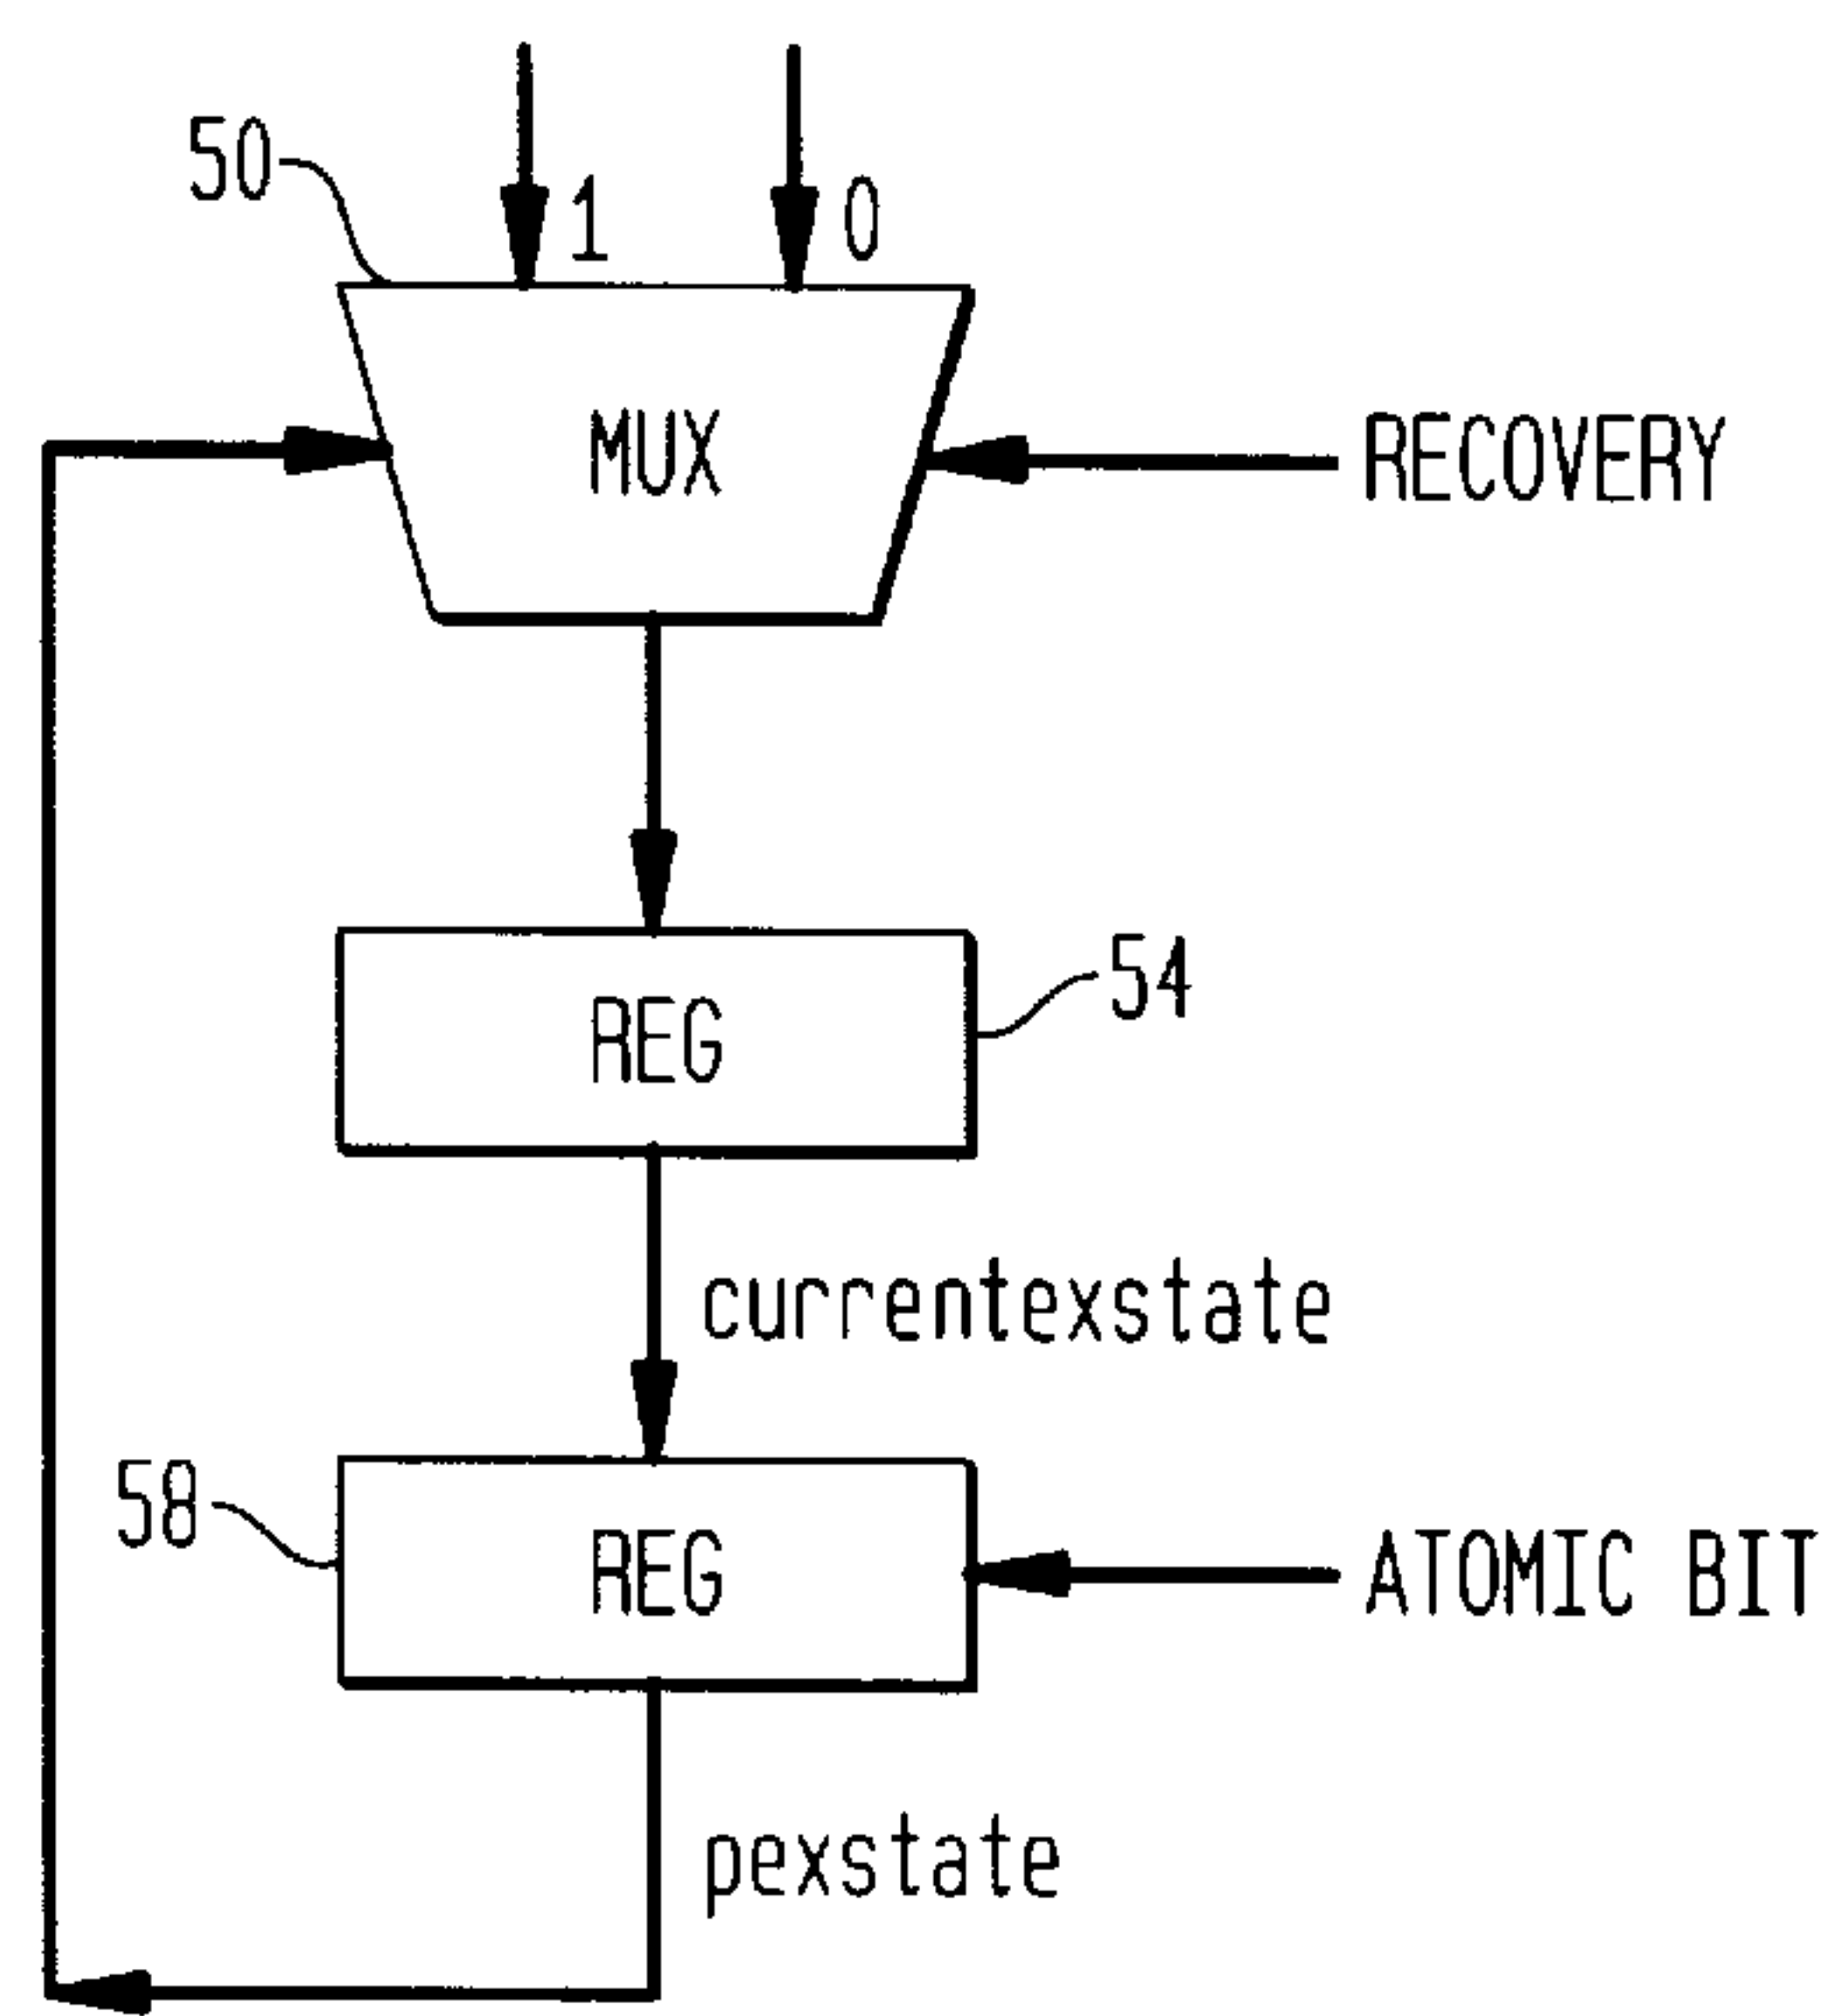 50
1
0
MUX
RECOVERY
REG
54
currentexstate
58
REG
ATOMIC BIT
pexstate